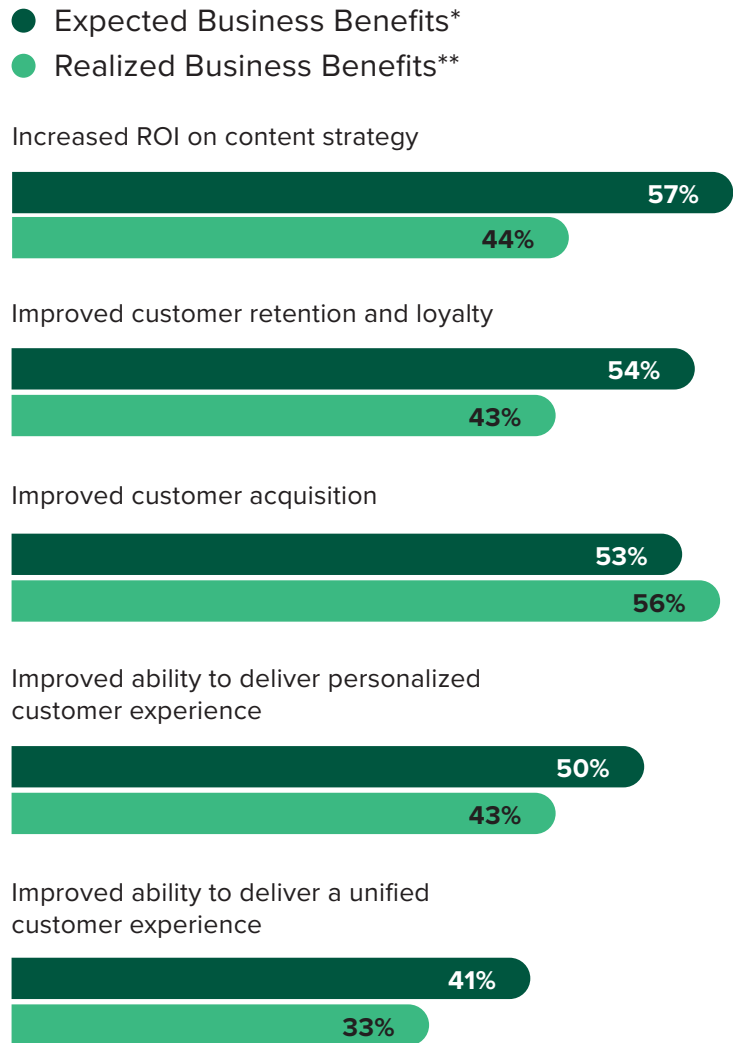 Expected Business Benefits*
Realized Business Benefits**
Increased ROI on content strategy
57%
44%
Improved customer retention and loyalty
54%
43%
Improved customer acquisition
53%
56%
Improved ability to deliver personalized
customer experience
50%
43%
Improved ability to deliver a unified
customer experience
41%
33%